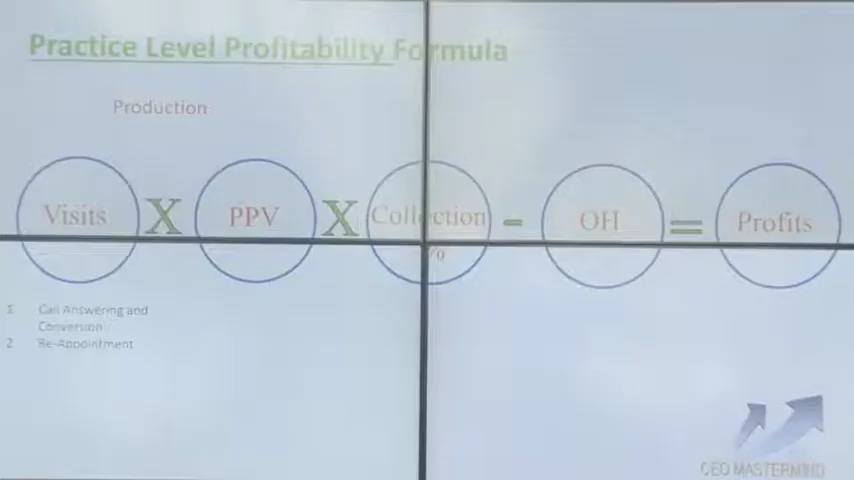 Practice Level Profitability Formula
Production
Visits X PPV X Collection - OH = Profits
%
1 Call Answering and
Conversion
2 Re-Appointment
CEO MASTERMIND